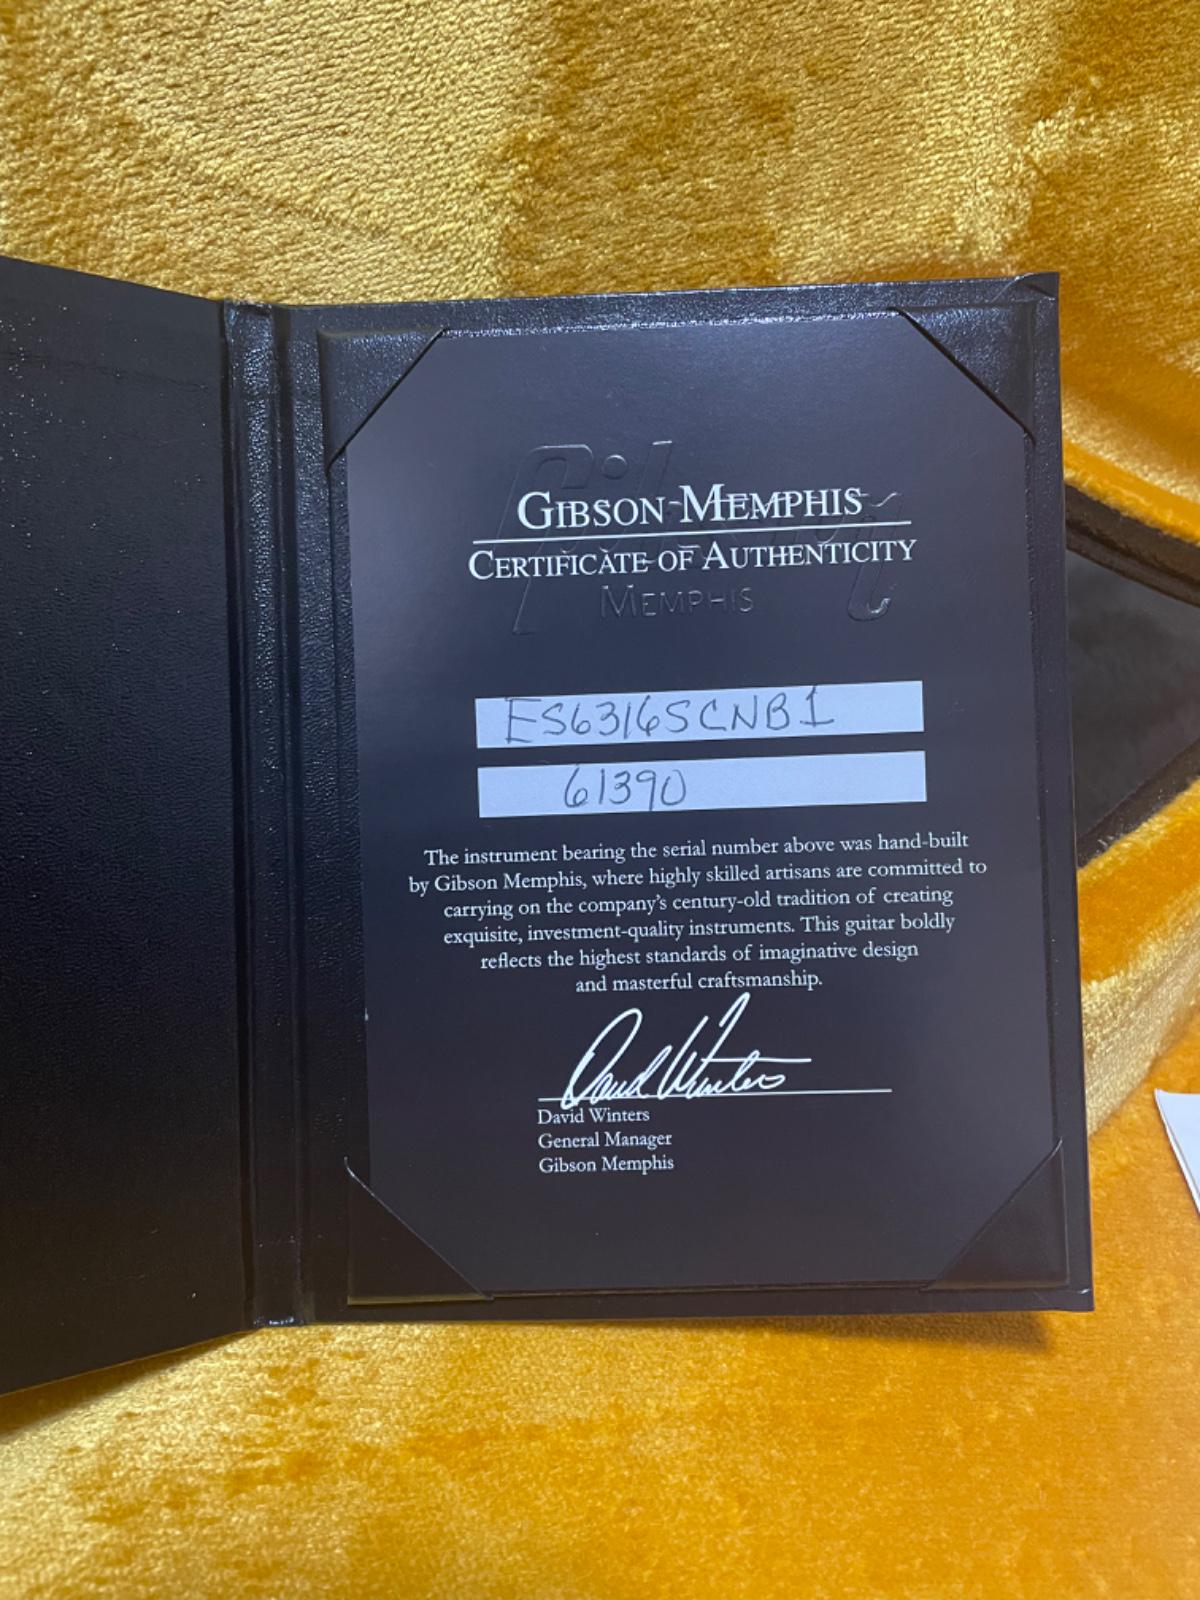 Gibson
GIBSON MEMPHIS
CERTIFICATE OF AUTHENTICITY
MEMPHIS
ES6316SCNB1
61390
The instrument bearing the serial number above was hand-built
by Gibson Memphis, where highly skilled artisans are committed to
carrying on the company's century-old tradition of creating
exquisite, investment-quality instruments. This guitar boldly
reflects the highest standards of imaginative design
and masterful craftsmanship.
David Winters
David Winters
General Manager
Gibson Memphis